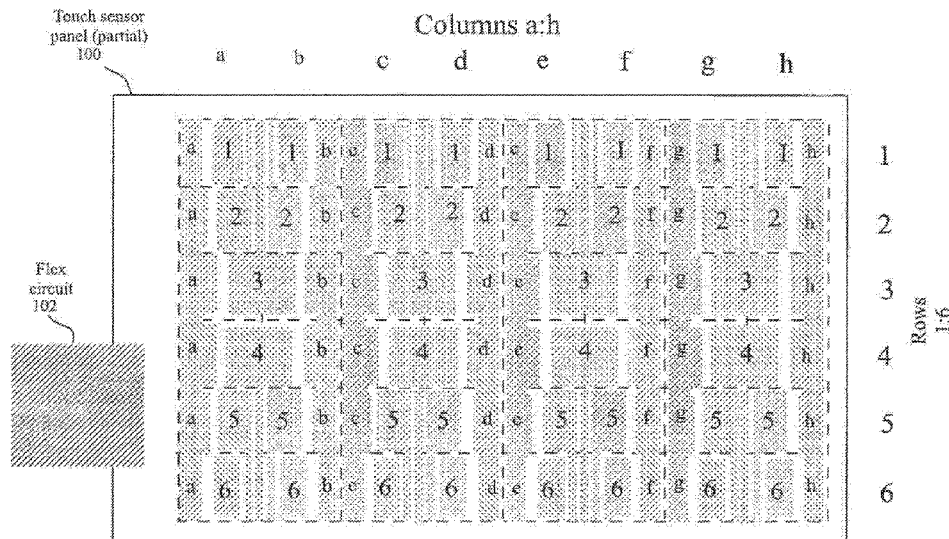 Touch sensor
panel (partial)
100
Columns a:h
a b c d e f g h
a 1 1 b c 1 1 d e 1 1 f g 1 1 h 1
a 2 2 b c 2 2 d e 2 2 f g 2 2 h 2
a 3 b c 3 d e 3 f g 3 h 3
a 4 b c 4 d e 4 f g 4 h 4
a 5 5 b c 5 5 d e 5 5 f g 5 5 h 5
a 6 6 b c 6 6 d e 6 6 f g 6 6 h 6
Flex
circuit
102
Rows
1:6